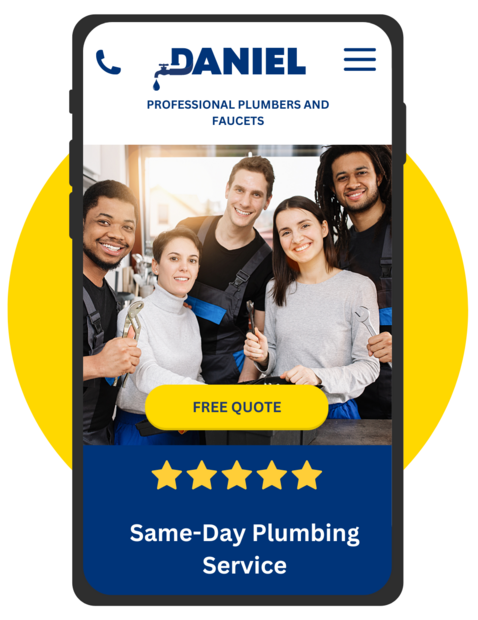 DANIEL
PROFESSIONAL PLUMBERS AND
FAUCETS
FREE QUOTE
Same-Day Plumbing
Service